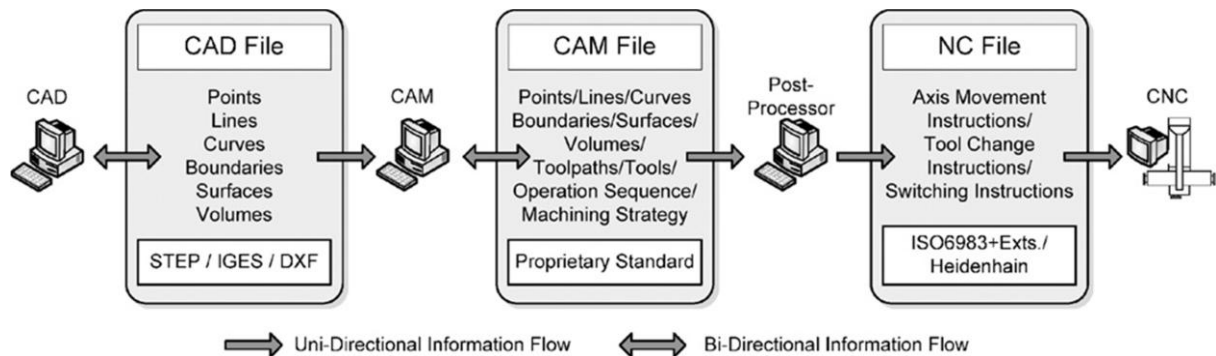 CAD
CAD File
Points
Lines
Curves
Boundaries
Surfaces
Volumes
STEP / IGES / DXF
CAM
CAM File
Points/Lines/Curves
Boundaries/Surfaces/
Volumes/
Toolpaths/Tools/
Operation Sequence/
Machining Strategy
Proprietary Standard
Post-
Processor
NC File
Axis Movement
Instructions/
Tool Change
Instructions/
Switching Instructions
ISO6983+Exts./
Heidenhain
CNC
Uni-Directional Information Flow
Bi-Directional Information Flow